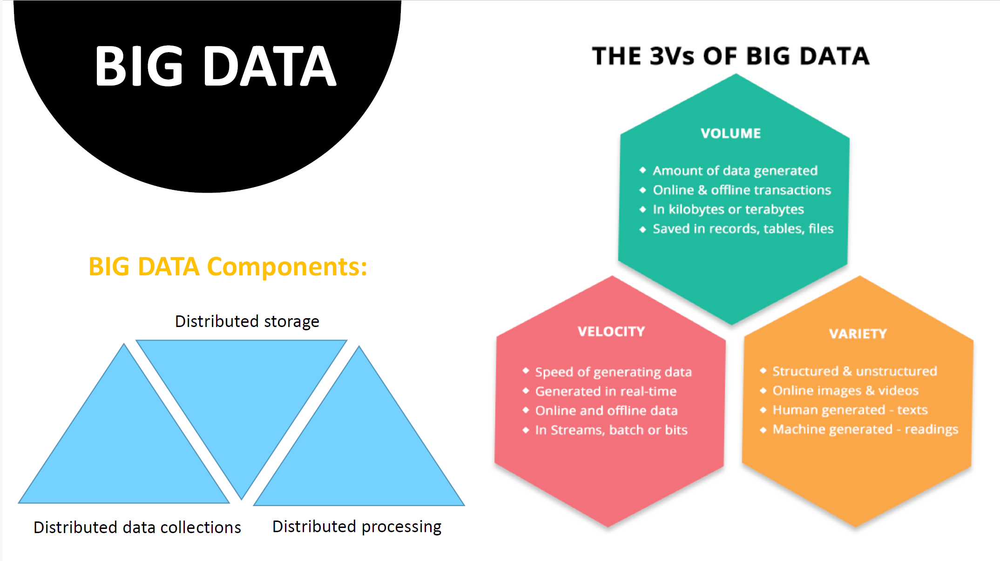 BIG DATA
BIG DATA Components:
Distributed storage
Distributed data collections
Distributed processing
THE 3Vs OF BIG DATA
VOLUME
Amount of data generated
Online & offline transactions
In kilobytes or terabytes
Saved in records, tables, files
VELOCITY
Speed of generating data
Generated in real-time
Online and offline data
In Streams, batch or bits
VARIETY
Structured & unstructured
Online images & videos
Human generated - texts
Machine generated - readings